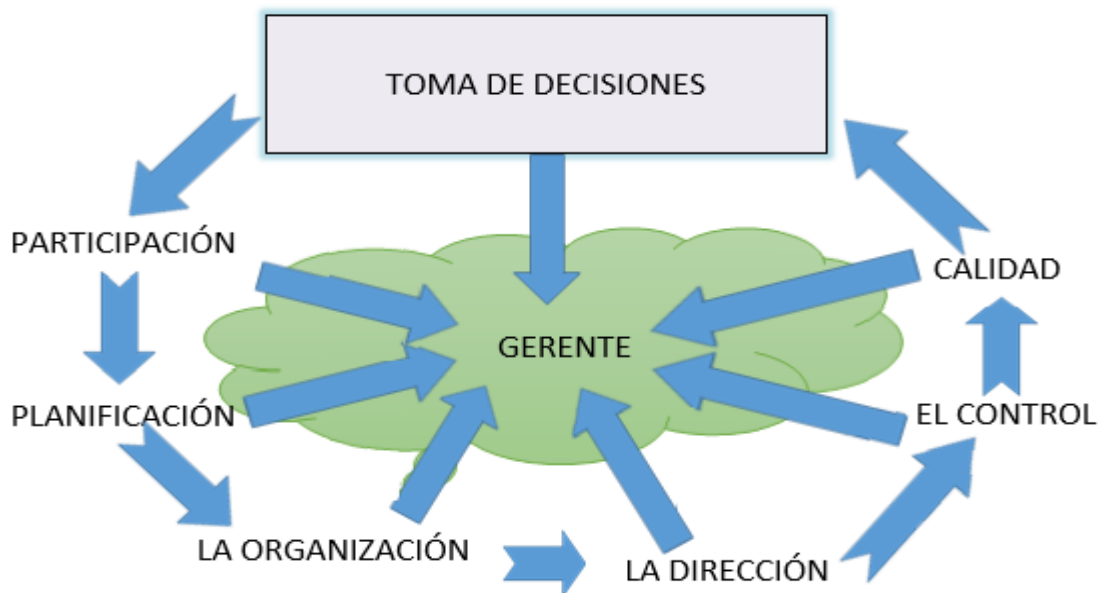 TOMA DE DECISIONES
PARTICIPACIÓN
CALIDAD
GERENTE
PLANIFICACIÓN
EL CONTROL
LA ORGANIZACIÓN
LA DIRECCIÓN